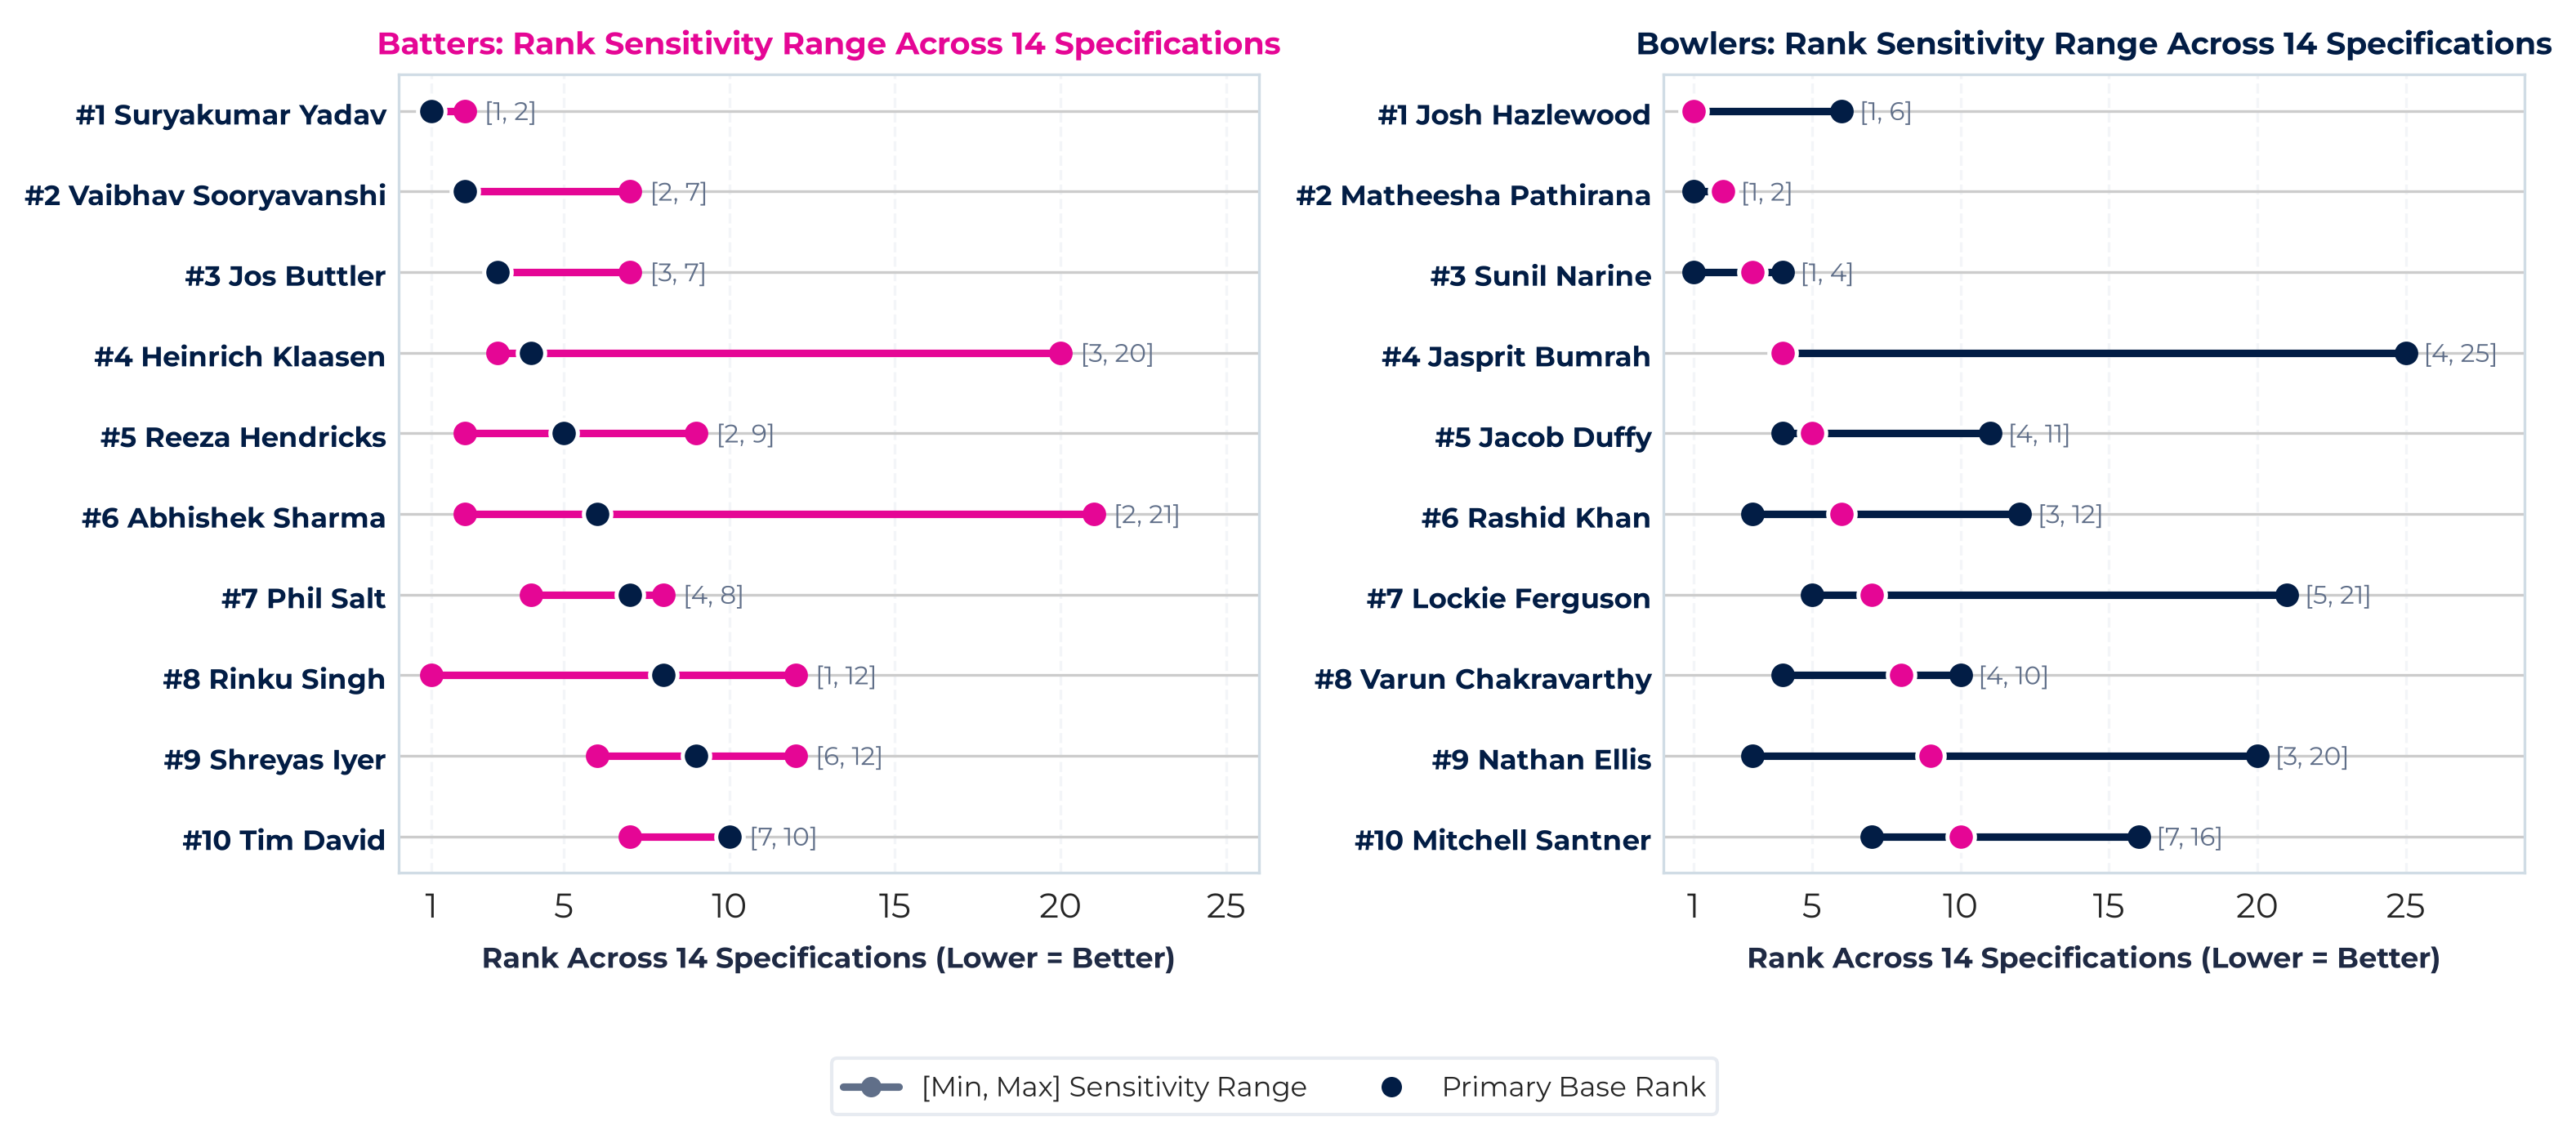 Batters: Rank Sensitivity Range Across 14 Specifications
#1 Suryakumar Yadav [1, 2]
#2 Vaibhav Sooryavanshi [2, 7]
#3 Jos Buttler [3, 7]
#4 Heinrich Klaasen [3, 20]
#5 Reeza Hendricks [2, 9]
#6 Abhishek Sharma [2, 21]
#7 Phil Salt [4, 8]
#8 Rinku Singh [1, 12]
#9 Shreyas Iyer [6, 12]
#10 Tim David [7, 10]
1 5 10 15 20 25
Rank Across 14 Specifications (Lower = Better)
Bowlers: Rank Sensitivity Range Across 14 Specifications
#1 Josh Hazlewood [1, 6]
#2 Matheesha Pathirana [1, 2]
#3 Sunil Narine [1, 4]
#4 Jasprit Bumrah [4, 25]
#5 Jacob Duffy [4, 11]
#6 Rashid Khan [3, 12]
#7 Lockie Ferguson [5, 21]
#8 Varun Chakravarthy [4, 10]
#9 Nathan Ellis [3, 20]
#10 Mitchell Santner [7, 16]
1 5 10 15 20 25
Rank Across 14 Specifications (Lower = Better)
[Min, Max] Sensitivity Range
Primary Base Rank